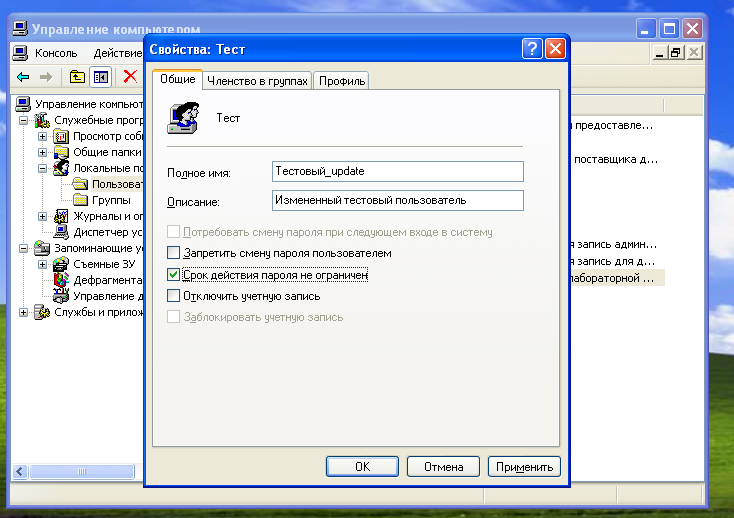 Управление компьютером
Консоль Действие
Управление компьют
Служебные прогр
Просмотр собы
Общие папки
Локальные по
Пользоват
Группы
Журналы и оп
Диспетчер ус
Запоминающие ус
Съемные ЗУ
Дефрагмента
Управление д
Службы и прилож
Свойства: Тест
Общие Членство в группах Профиль
Тест
Полное имя: Тестовый_update
Описание: Измененный тестовый пользователь
Потребовать смену пароля при следующем входе в систему
Запретить смену пароля пользователем
Срок действия пароля не ограничен
Отключить учетную запись
Заблокировать учетную запись
OK Отмена Применить
предоставле...
поставщика д...
я запись админ...
я запись для д...
лабораторной ...